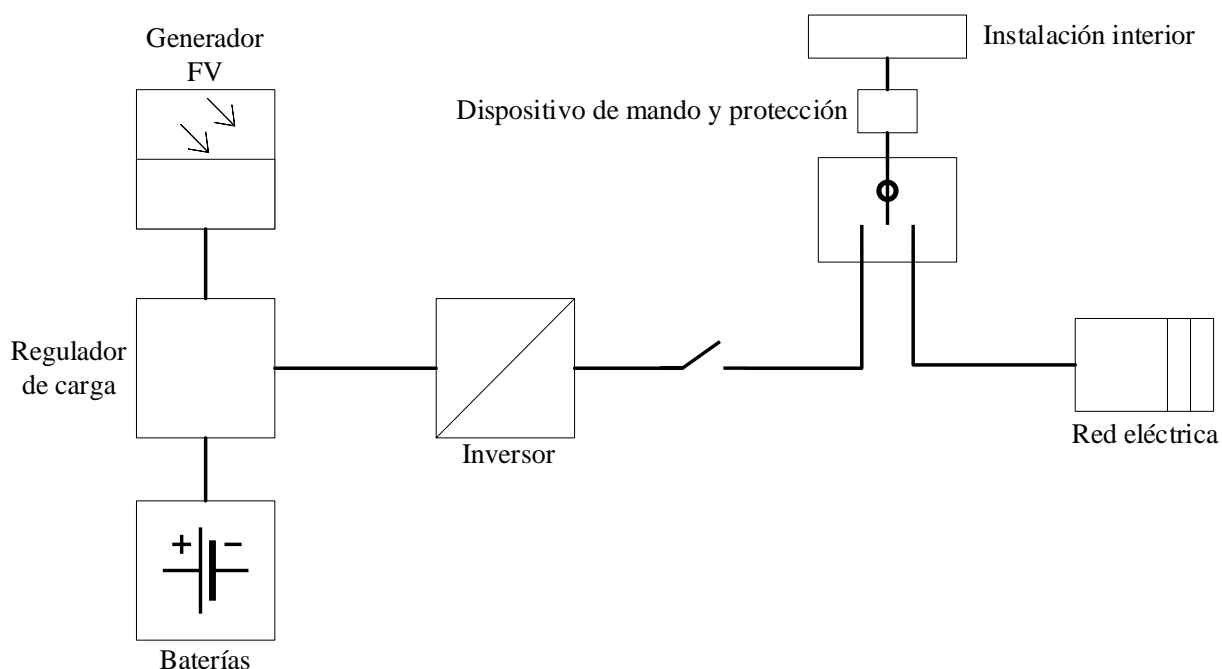 Generador
FV
Instalación interior
Dispositivo de mando y protección
Regulador
de carga
Inversor
Red eléctrica
+ −
Baterías